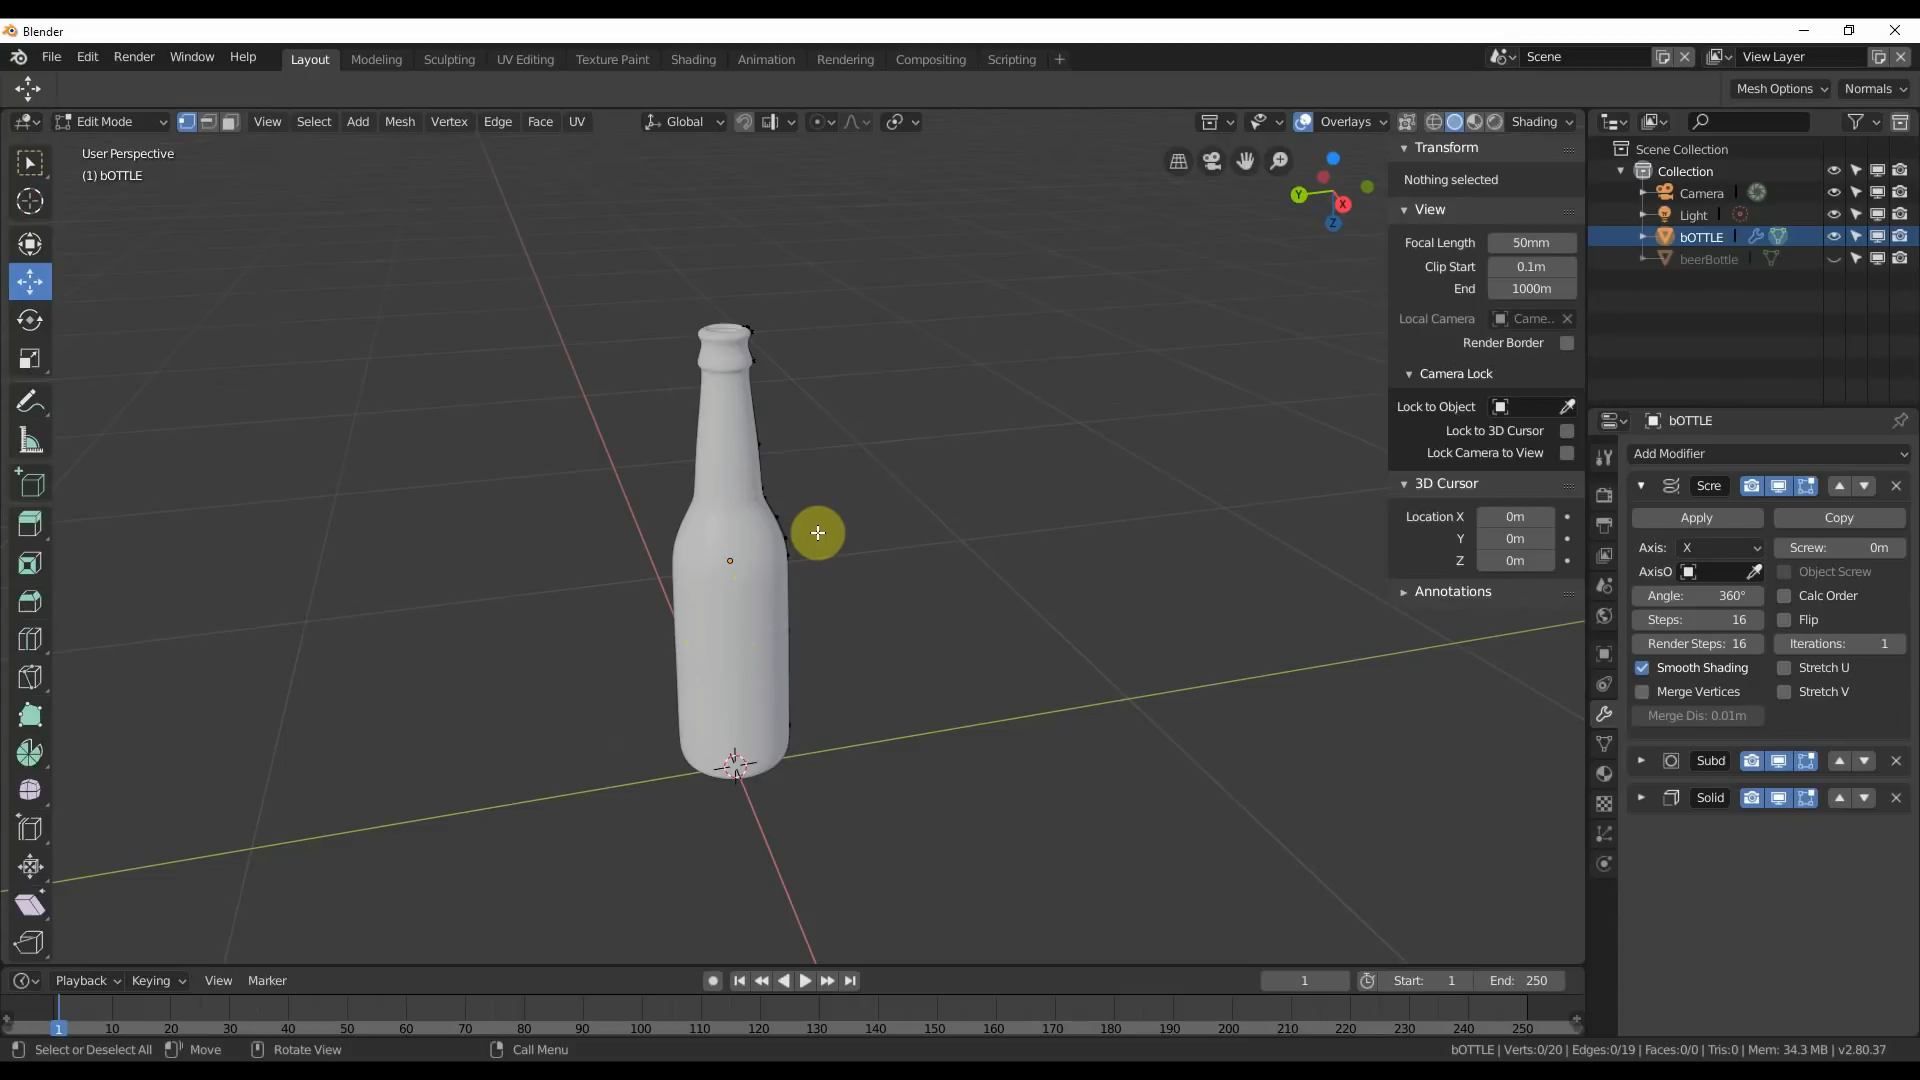 Blender
File Edit Render Window Help Layout Modeling Sculpting UV Editing Texture Paint Shading Animation Rendering Compositing Scripting + Scene View Layer
Mesh Options Normals
Edit Mode View Select Add Mesh Vertex Edge Face UV Global Overlays Shading
User Perspective
(1) bOTTLE
Y X Z
Transform
Nothing selected
View
Focal Length 50mm
Clip Start 0.1m
End 1000m
Local Camera Came..
Render Border
Camera Lock
Lock to Object
Lock to 3D Cursor
Lock Camera to View
3D Cursor
Location X 0m
Y 0m
Z 0m
Annotations
Scene Collection
Collection
Camera
Light
bOTTLE
beerBottle
bOTTLE
Add Modifier
Scre
Apply Copy
Axis: X Screw: 0m
AxisO Object Screw
Angle: 360° Calc Order
Steps: 16 Flip
Render Steps: 16 Iterations: 1
Smooth Shading Stretch U
Merge Vertices Stretch V
Merge Dis: 0.01m
Subd
Solid
Playback Keying View Marker 1 Start: 1 End: 250
1 10 20 30 40 50 60 70 80 90 100 110 120 130 140 150 160 170 180 190 200 210 220 230 240 250
Select or Deselect All Move Rotate View Call Menu bOTTLE | Verts:0/20 | Edges:0/19 | Faces:0/0 | Tris:0 | Mem: 34.3 MB | v2.80.37